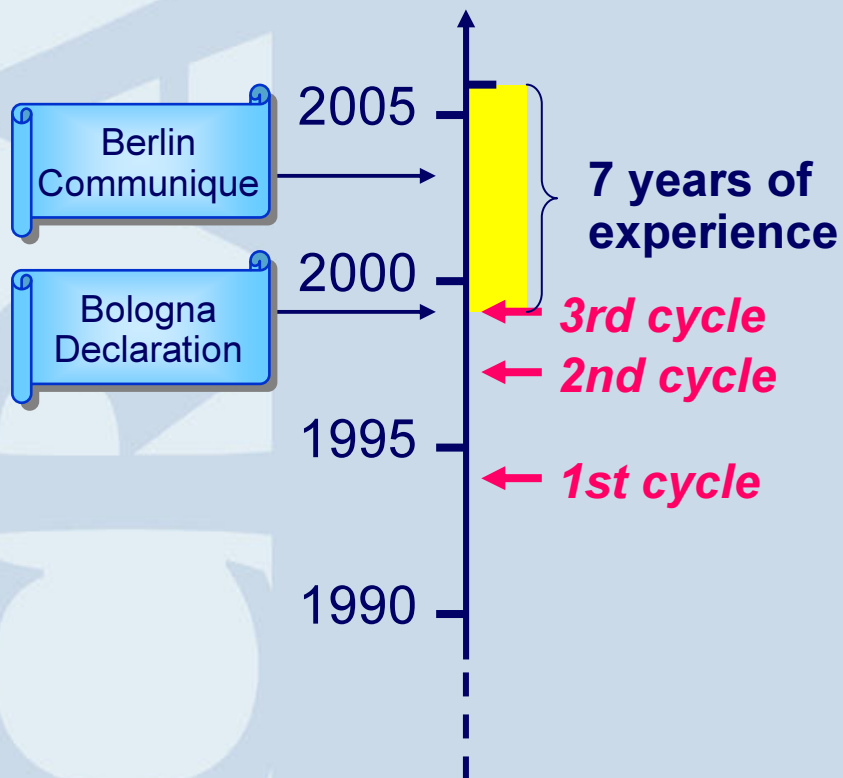 2005
Berlin
Communique
7 years of
experience
2000
Bologna
Declaration
3rd cycle
2nd cycle
1995
1st cycle
1990